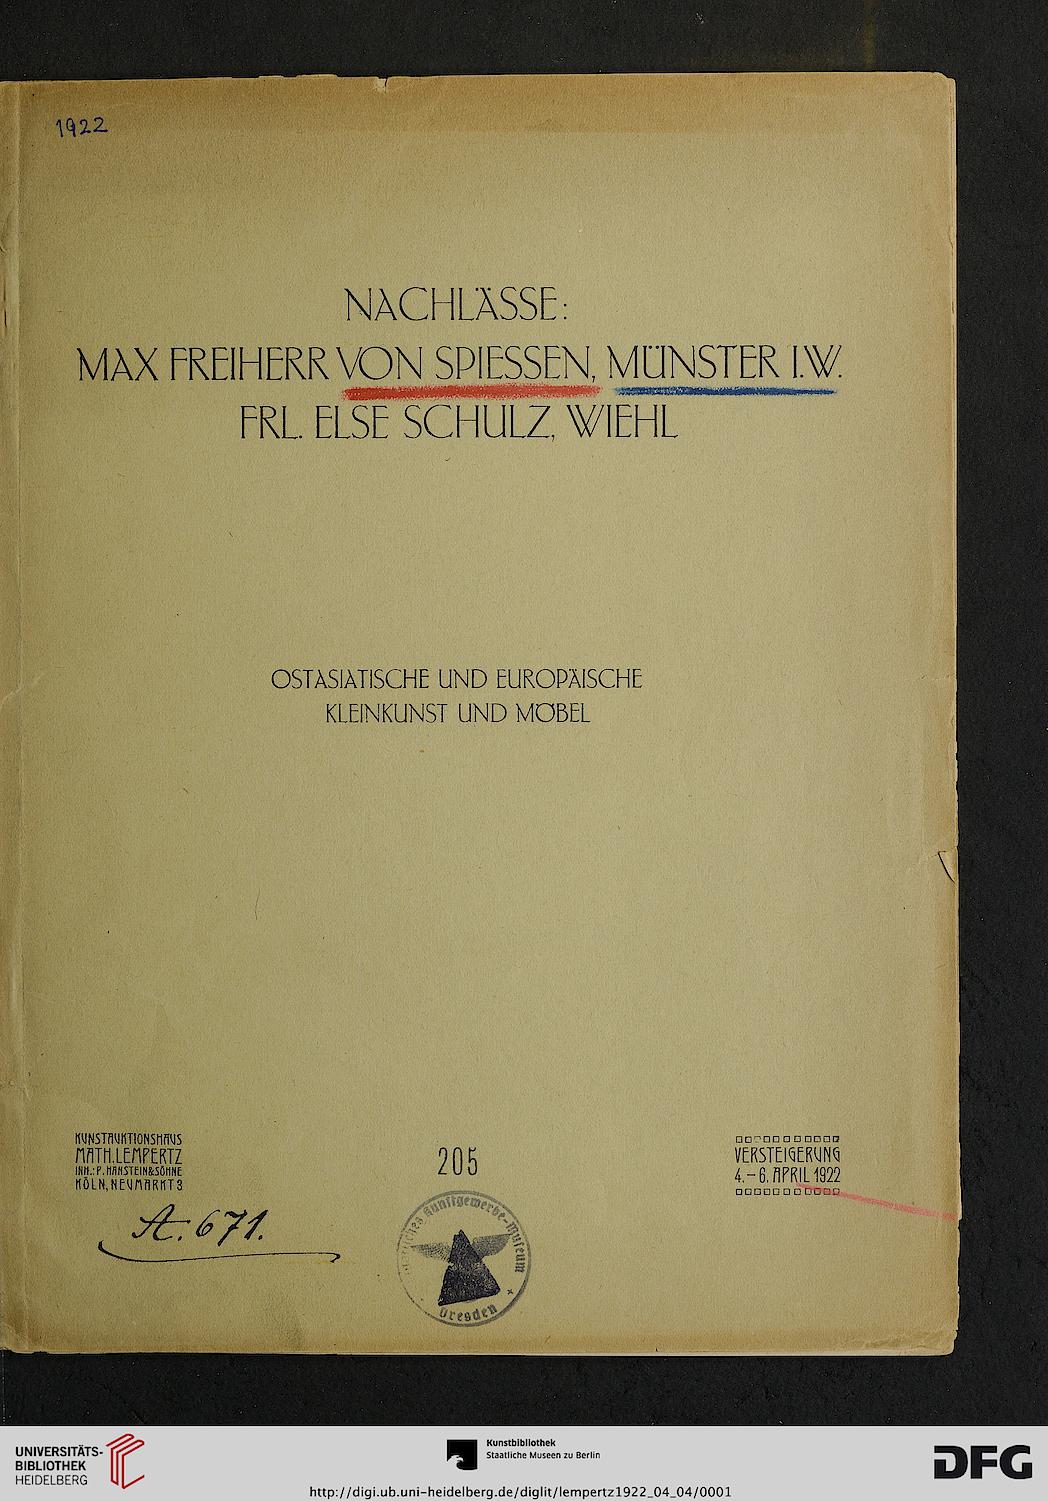 1922
NACHLÄSSE:
MAX FREIHERR VON SPIESSEN, MÜNSTER I.W.
FRL. ELSE SCHULZ, WIEHL
OSTASIATISCHE UND EUROPÄISCHE
KLEINKUNST UND MÖBEL
KUNSTAUKTIONSHAUS
MATH. LEMPERTZ
INH.: P. HANSTEIN & SÖHNE
KÖLN, NEUMARKT 3
205
VERSTEIGERUNG
4.–6. APRIL 1922
A. 671.
Kunstgewerbe-Museum
Dresden
UNIVERSITÄTS-
BIBLIOTHEK
HEIDELBERG
Kunstbibliothek
Staatliche Museen zu Berlin
DFG
http://digi.ub.uni-heidelberg.de/diglit/lempertz1922_04_04/0001